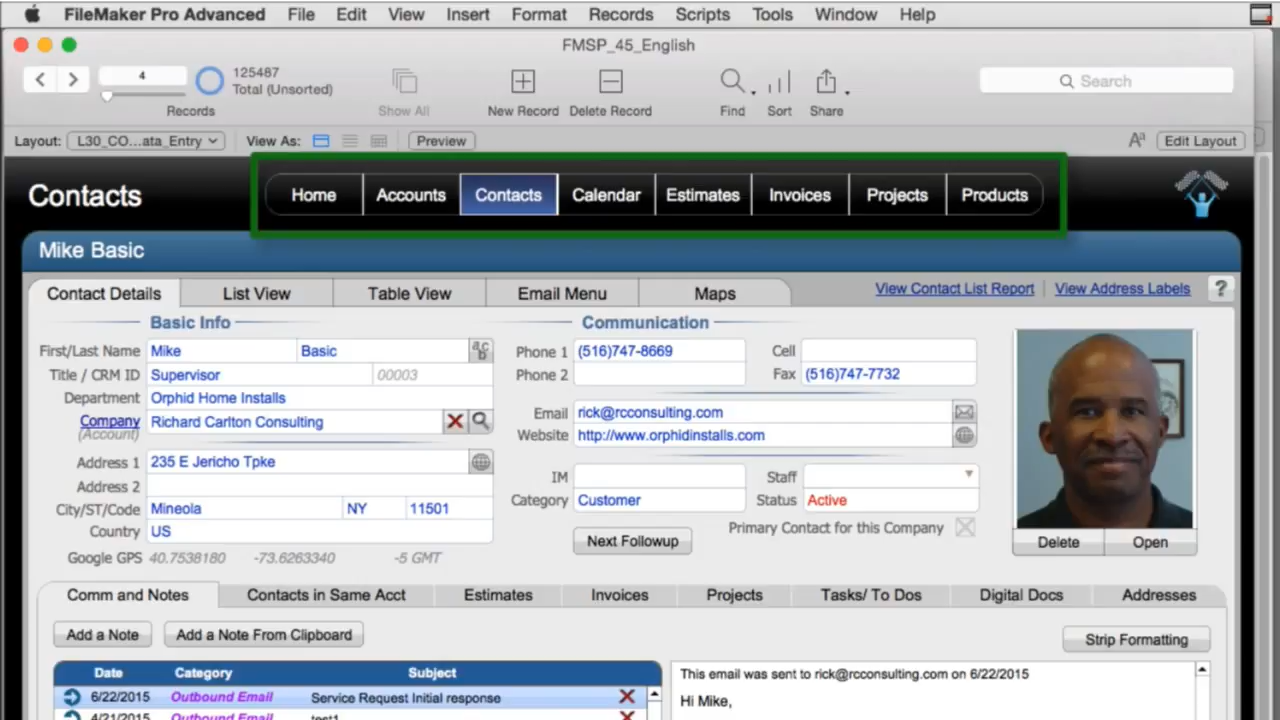 FileMaker Pro Advanced File Edit View Insert Format Records Scripts Tools Window Help
FMSP_45_English
4
125487
Total (Unsorted)
Records
Show All
New Record
Delete Record
Find
Sort
Share
Search
Layout: L30_CO...ata_Entry View As: Preview Aa Edit Layout
Contacts
Home Accounts Contacts Calendar Estimates Invoices Projects Products
Mike Basic
Contact Details List View Table View Email Menu Maps View Contact List Report View Address Labels ?
Basic Info
First/Last Name Mike Basic
Title / CRM ID Supervisor 00003
Department Orphid Home Installs
Company Richard Carlton Consulting
(Account)
Address 1 235 E Jericho Tpke
Address 2
City/ST/Code Mineola NY 11501
Country US
Google GPS 40.7538180 -73.6263340 -5 GMT
Communication
Phone 1 (516)747-8669 Cell
Phone 2 Fax (516)747-7732
Email rick@rcconsulting.com
Website http://www.orphidinstalls.com
IM Staff
Category Customer Status Active
Next Followup Primary Contact for this Company
Delete Open
Comm and Notes Contacts in Same Acct Estimates Invoices Projects Tasks/ To Dos Digital Docs Addresses
Add a Note Add a Note From Clipboard Strip Formatting
Date Category Subject
6/22/2015 Outbound Email Service Request Initial response
4/21/2015 Outbound Email test1
This email was sent to rick@rcconsulting.com on 6/22/2015
Hi Mike,